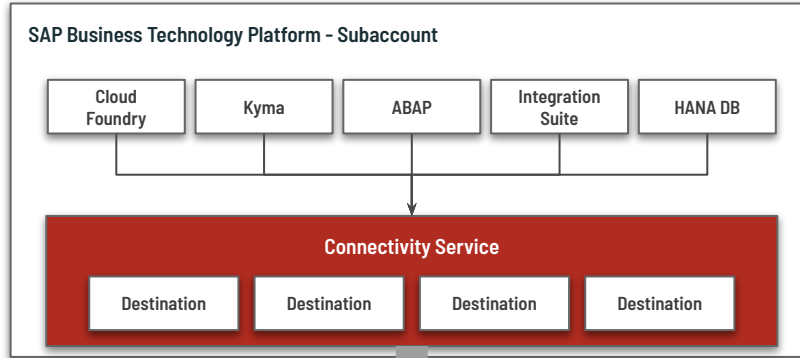 SAP Business Technology Platform - Subaccount
Cloud
Foundry
Kyma
ABAP
Integration
Suite
HANA DB
Connectivity Service
Destination
Destination
Destination
Destination